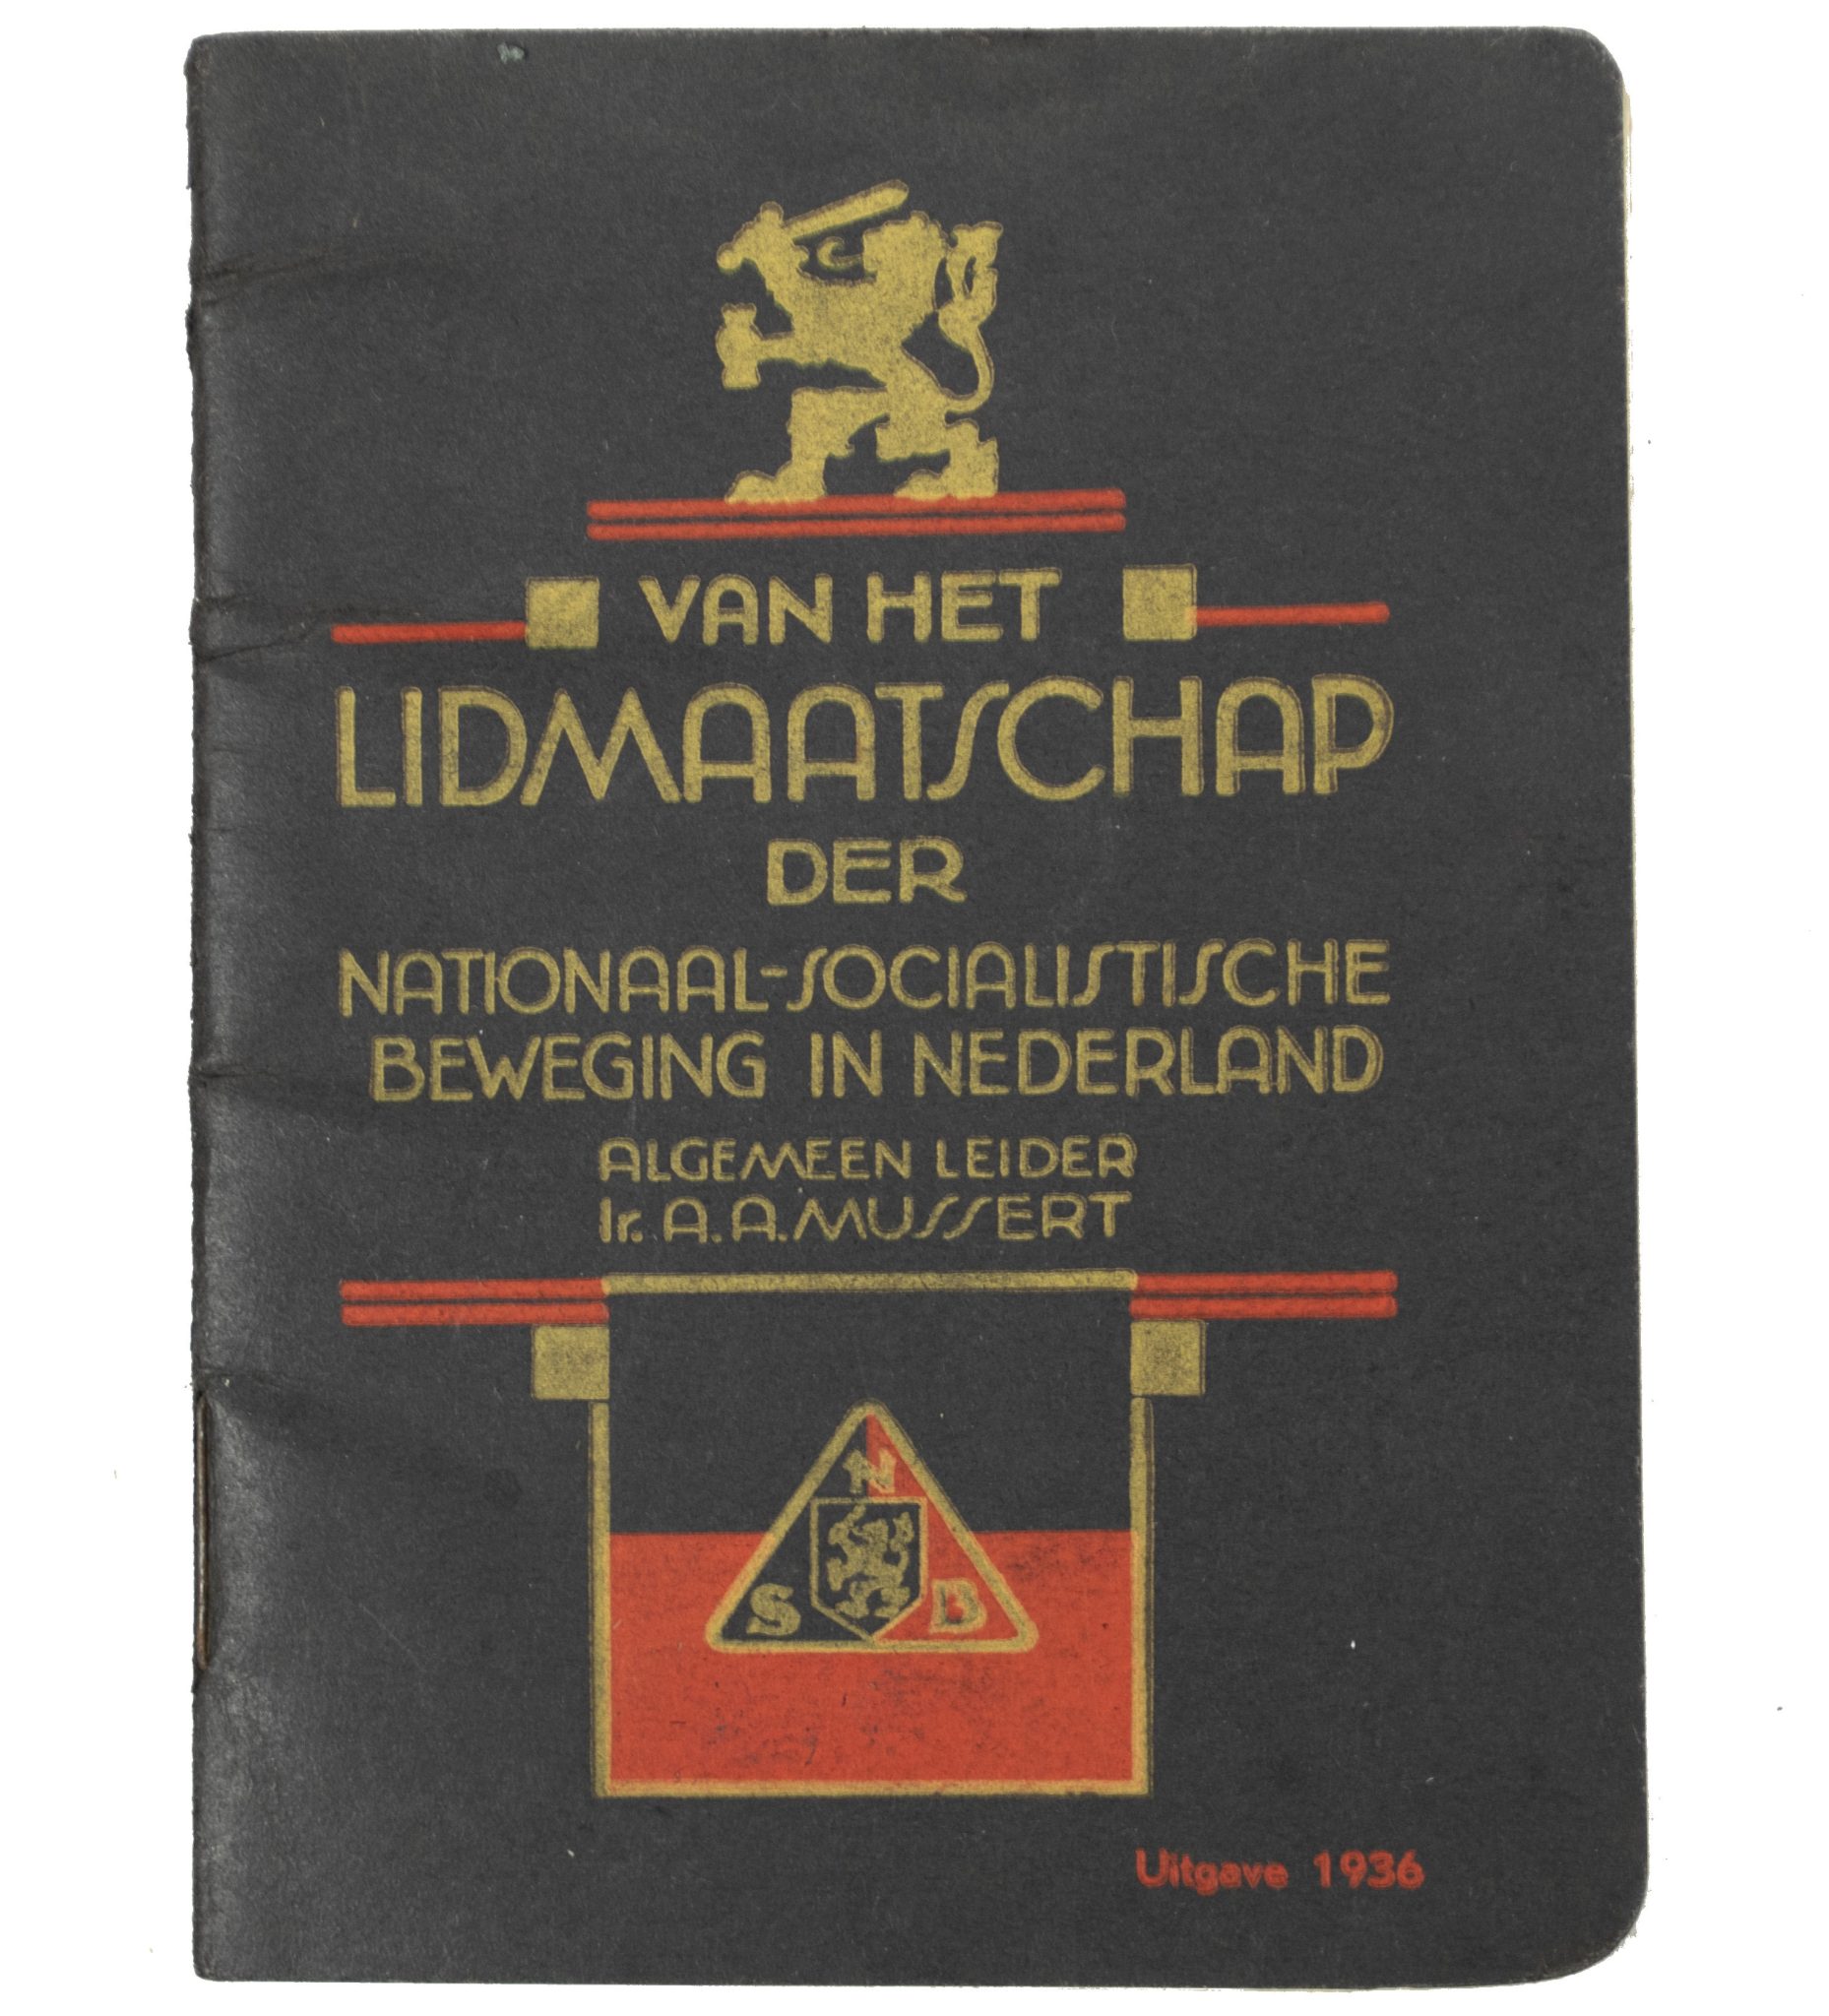 VAN HET
LIDMAATSCHAP
DER
NATIONAAL-SOCIALISTISCHE
BEWEGING IN NEDERLAND
ALGEMEEN LEIDER
Ir. A. A. MUSSERT
N
S B
Uitgave 1936